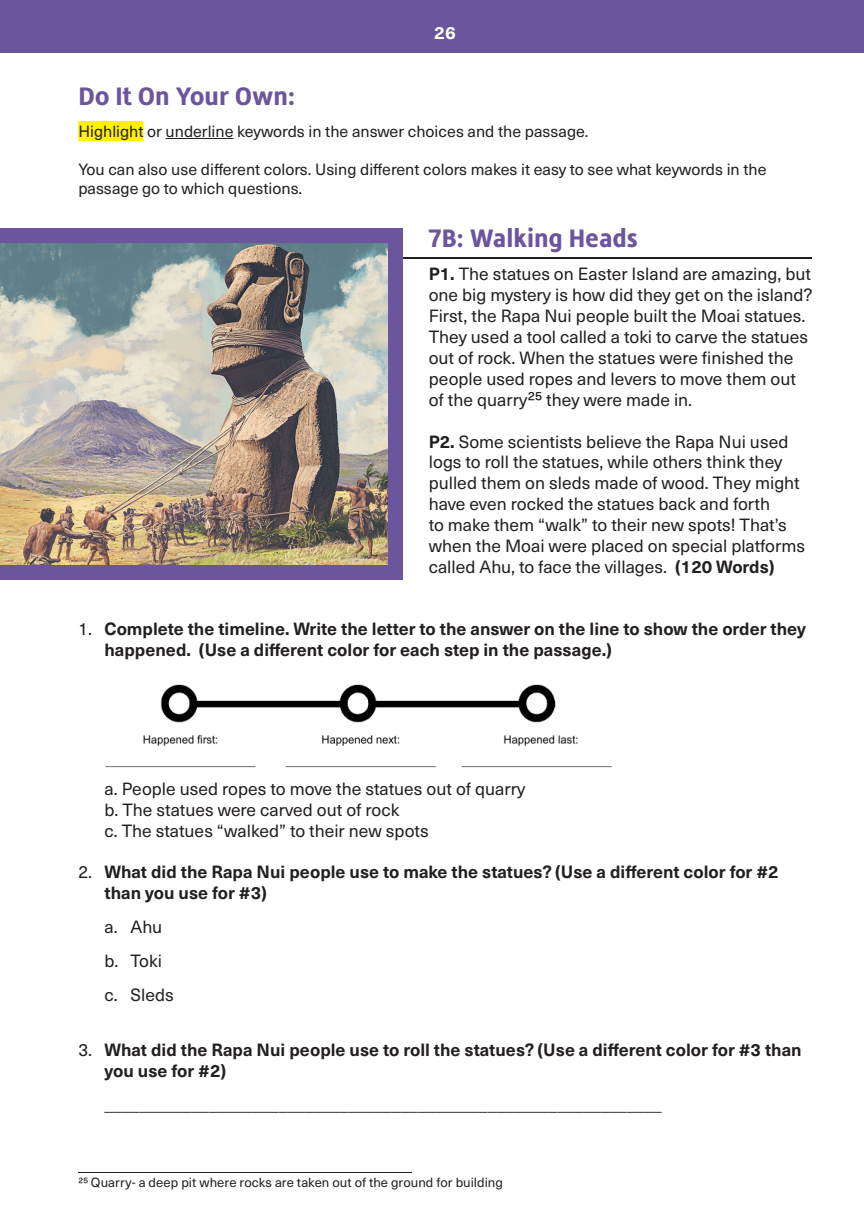 26
Do It On Your Own:
Highlight or underline keywords in the answer choices and the passage.
You can also use different colors. Using different colors makes it easy to see what keywords in the
passage go to which questions.
7B: Walking Heads
P1. The statues on Easter Island are amazing, but
one big mystery is how did they get on the island?
First, the Rapa Nui people built the Moai statues.
They used a tool called a toki to carve the statues
out of rock. When the statues were finished the
people used ropes and levers to move them out
of the quarry²⁵ they were made in.
P2. Some scientists believe the Rapa Nui used
logs to roll the statues, while others think they
pulled them on sleds made of wood. They might
have even rocked the statues back and forth
to make them “walk” to their new spots! That’s
when the Moai were placed on special platforms
called Ahu, to face the villages. (120 Words)
1. Complete the timeline. Write the letter to the answer on the line to show the order they
happened. (Use a different color for each step in the passage.)
Happened first: Happened next: Happened last:
a. People used ropes to move the statues out of quarry
b. The statues were carved out of rock
c. The statues “walked” to their new spots
2. What did the Rapa Nui people use to make the statues? (Use a different color for #2
than you use for #3)
a. Ahu
b. Toki
c. Sleds
3. What did the Rapa Nui people use to roll the statues? (Use a different color for #3 than
you use for #2)
²⁵ Quarry- a deep pit where rocks are taken out of the ground for building